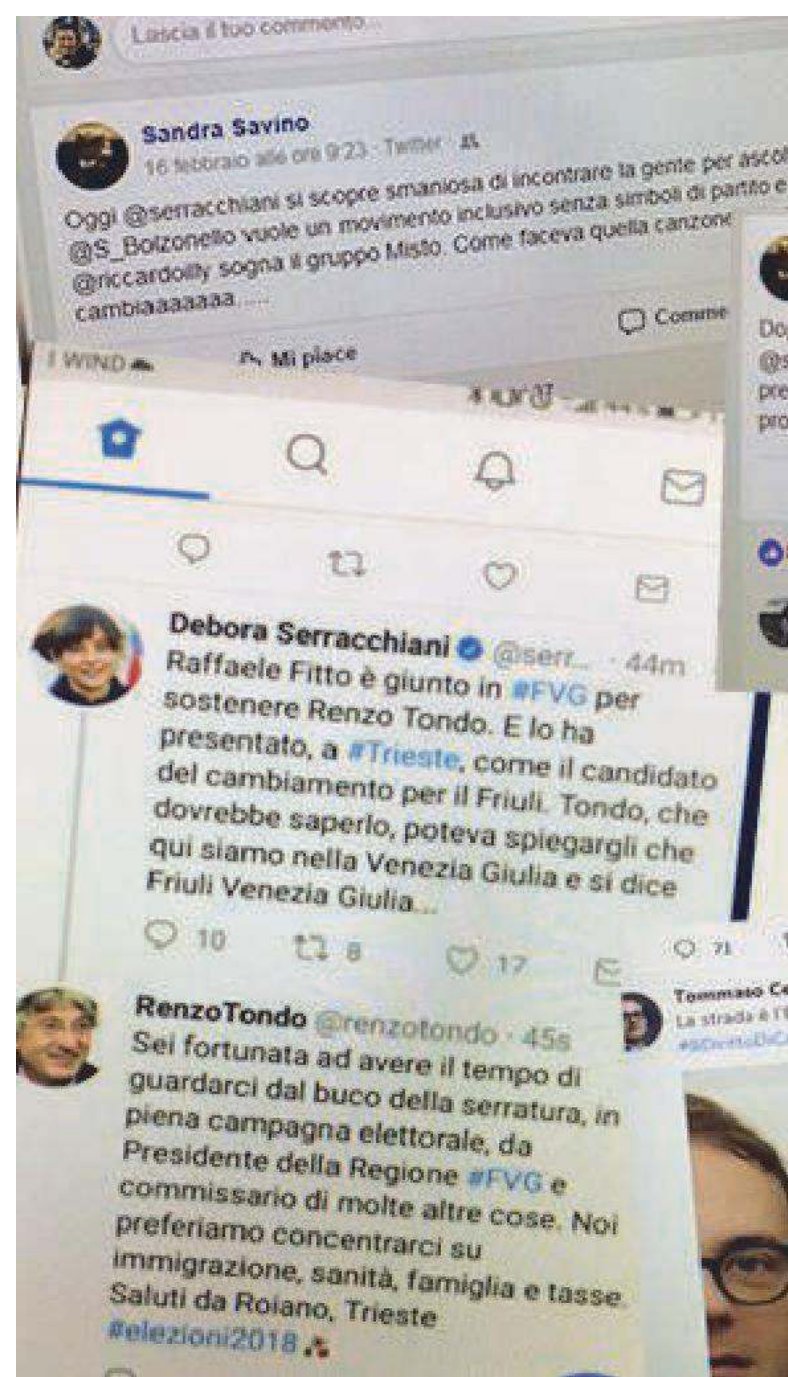 Lascia il tuo commento...
Sandra Savino
16 febbraio alle ore 9:23 · Twitter
Oggi @serracchiani si scopre smaniosa di incontrare la gente per ascol
@S_Bolzonello vuole un movimento inclusivo senza simboli di partito e
@riccardoilly sogna il gruppo Misto. Come faceva quella canzone
cambiaaaaaaa.....
Mi piace
Comme
Do
@s
pre
pro
WIND
Debora Serracchiani @serr... · 44m
Raffaele Fitto è giunto in #FVG per
sostenere Renzo Tondo. E lo ha
presentato, a #Trieste, come il candidato
del cambiamento per il Friuli. Tondo, che
dovrebbe saperlo, poteva spiegargli che
qui siamo nella Venezia Giulia e si dice
Friuli Venezia Giulia...
10 8 17
71
Tommaso Ce
La strada è l'
RenzoTondo @renzotondo · 45s
Sei fortunata ad avere il tempo di
guardarci dal buco della serratura, in
piena campagna elettorale, da
Presidente della Regione #FVG e
commissario di molte altre cose. Noi
preferiamo concentrarci su
immigrazione, sanità, famiglia e tasse.
Saluti da Roiano, Trieste
#elezioni2018